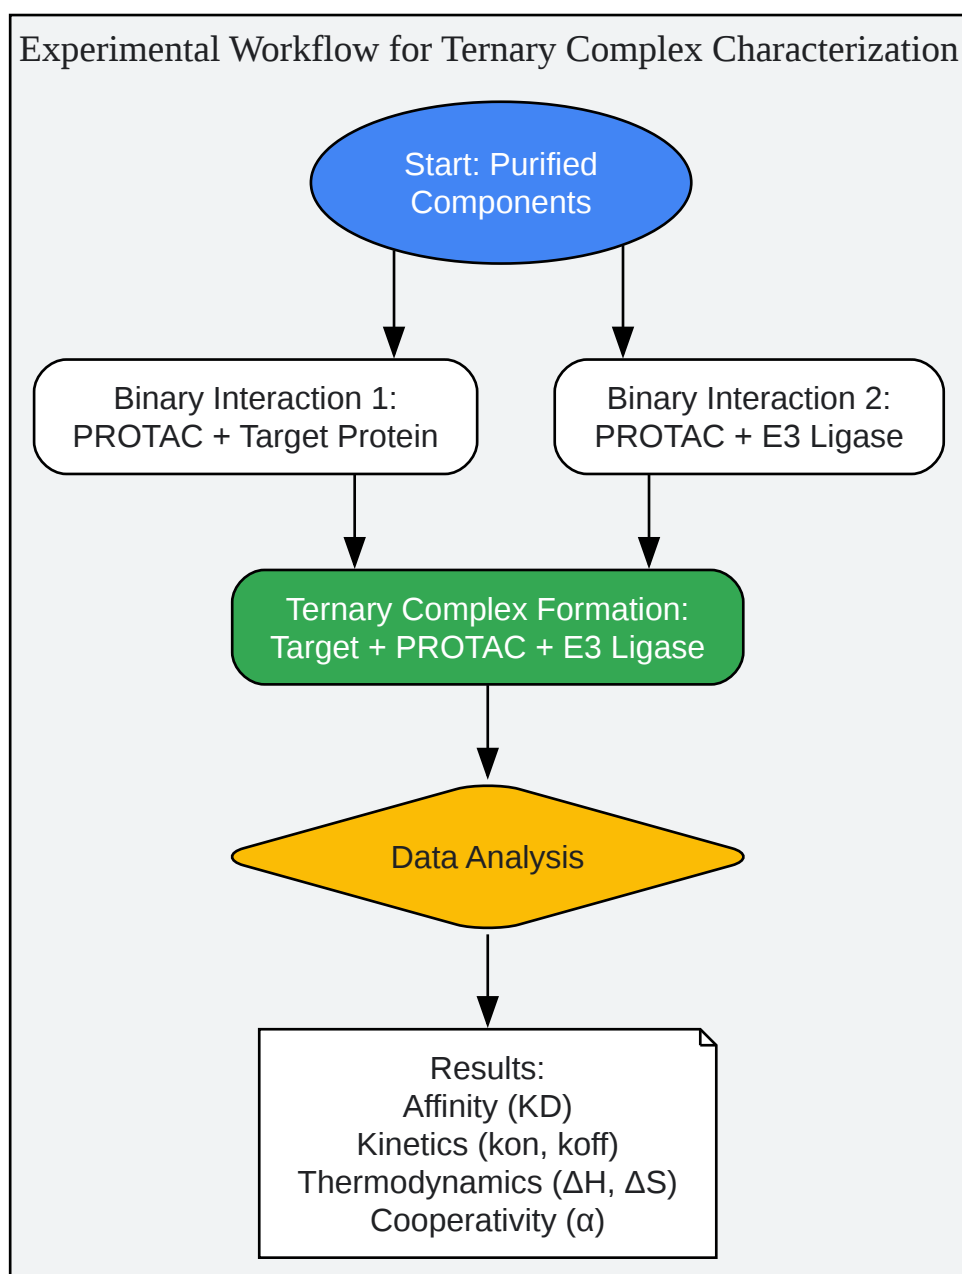 Experimental Workflow for Ternary Complex Characterization
Start: Purified
Components
Binary Interaction 1:
PROTAC + Target Protein
Binary Interaction 2:
PROTAC + E3 Ligase
Ternary Complex Formation:
Target + PROTAC + E3 Ligase
Data Analysis
Results:
Affinity (KD)
Kinetics (kon, koff)
Thermodynamics (ΔH, ΔS)
Cooperativity (α)